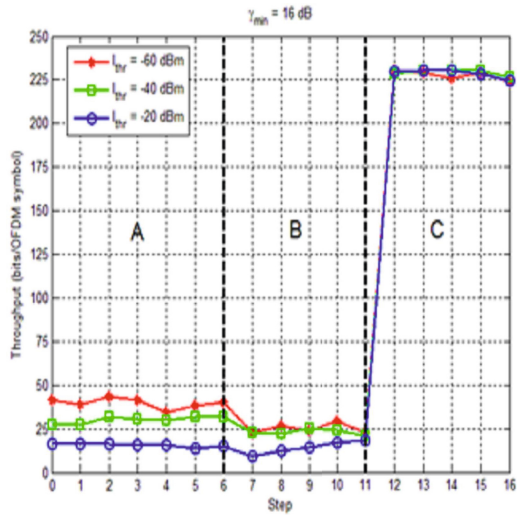 γmin = 16 dB
250
225
200
175
150
125
100
75
50
25
0
Throughput (bits/OFDM symbol)
Ithr = -60 dBm
Ithr = -40 dBm
Ithr = -20 dBm
A B C
0 1 2 3 4 5 6 7 8 9 10 11 12 13 14 15 16
Step